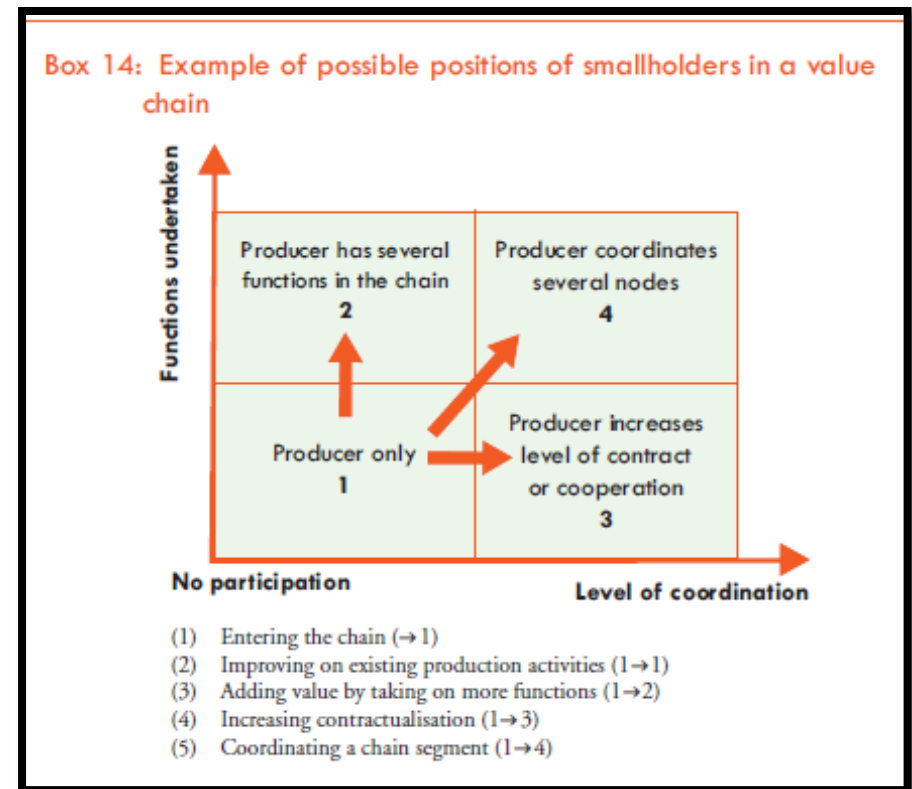 Box 14: Example of possible positions of smallholders in a value
chain
Functions undertaken
Producer has several
functions in the chain
2
Producer coordinates
several nodes
4
Producer only
1
Producer increases
level of contract
or cooperation
3
No participation
Level of coordination
(1) Entering the chain (→1)
(2) Improving on existing production activities (1→1)
(3) Adding value by taking on more functions (1→2)
(4) Increasing contractualisation (1→3)
(5) Coordinating a chain segment (1→4)